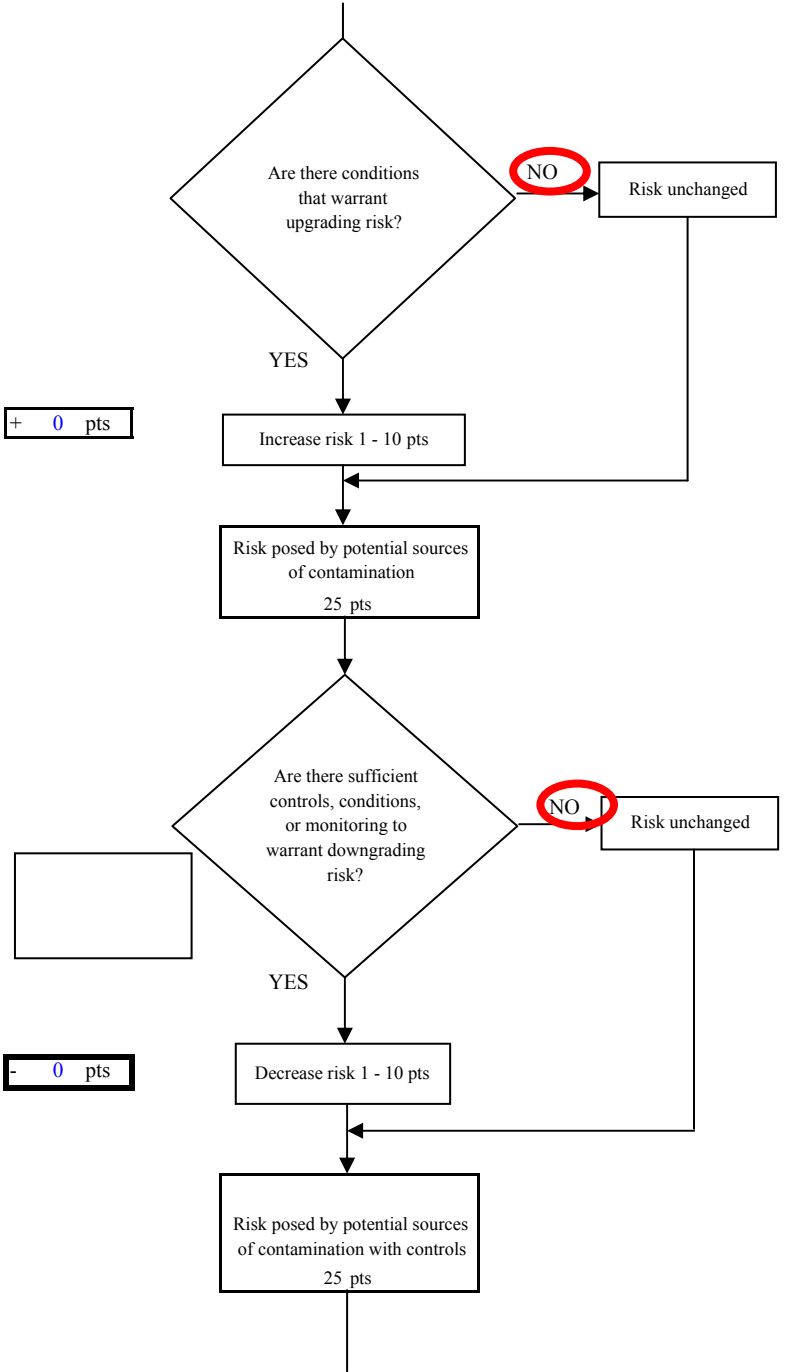 Are there conditions
that warrant
upgrading risk?
NO
Risk unchanged
YES
+ 0 pts
Increase risk 1 - 10 pts
Risk posed by potential sources
of contamination
25 pts
Are there sufficient
controls, conditions,
or monitoring to
warrant downgrading
risk?
NO
Risk unchanged
YES
- 0 pts
Decrease risk 1 - 10 pts
Risk posed by potential sources
of contamination with controls
25 pts